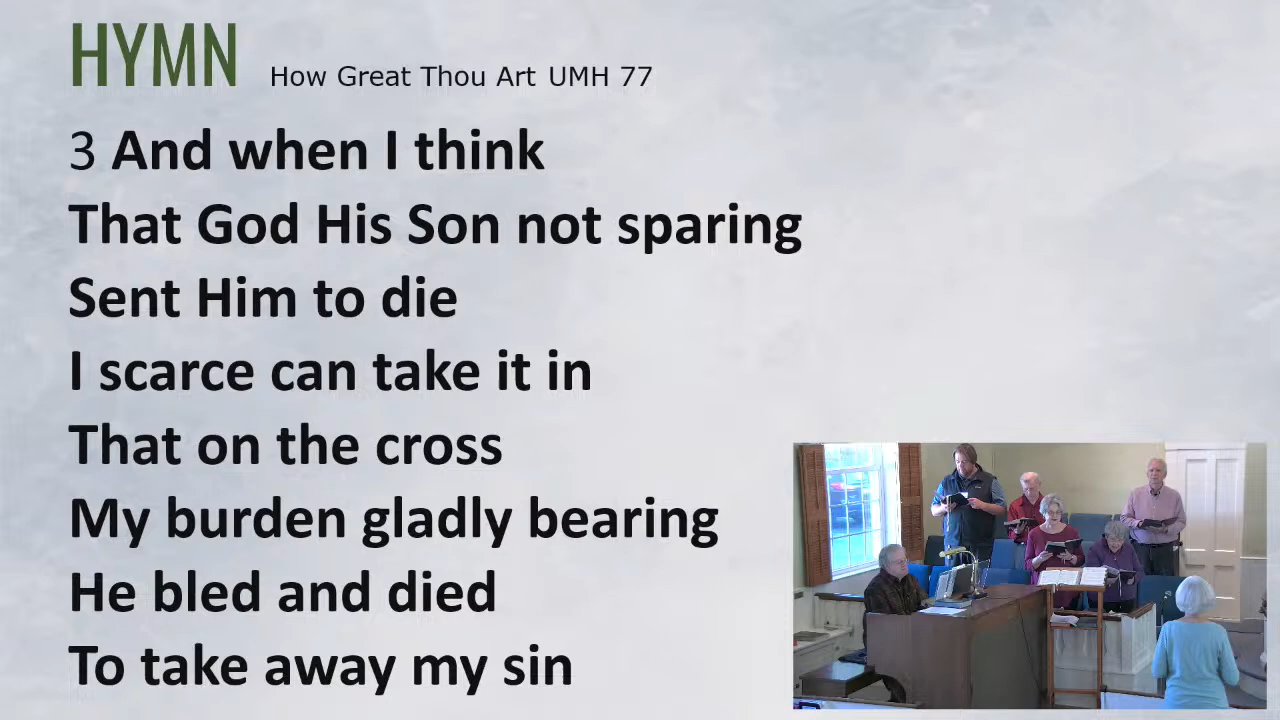 HYMN How Great Thou Art UMH 77
3 And when I think
That God His Son not sparing
Sent Him to die
I scarce can take it in
That on the cross
My burden gladly bearing
He bled and died
To take away my sin